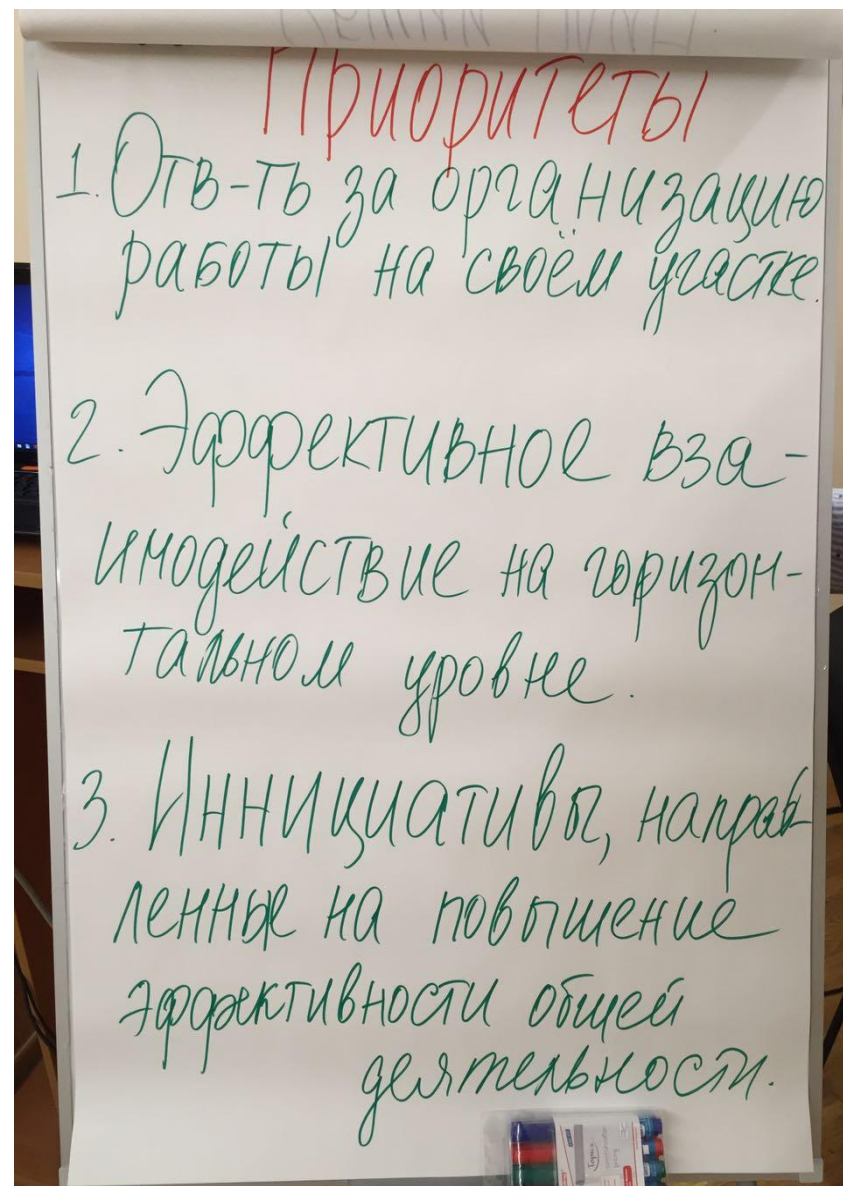 Приоритеты
1. Отв-ть за организацию
работы на своём участке.
2. Эффективное вза-
имодействие на горизон-
тальном уровне.
3. Иннициативы, направ-
ленные на повышение
эффективности общей
деятельности.